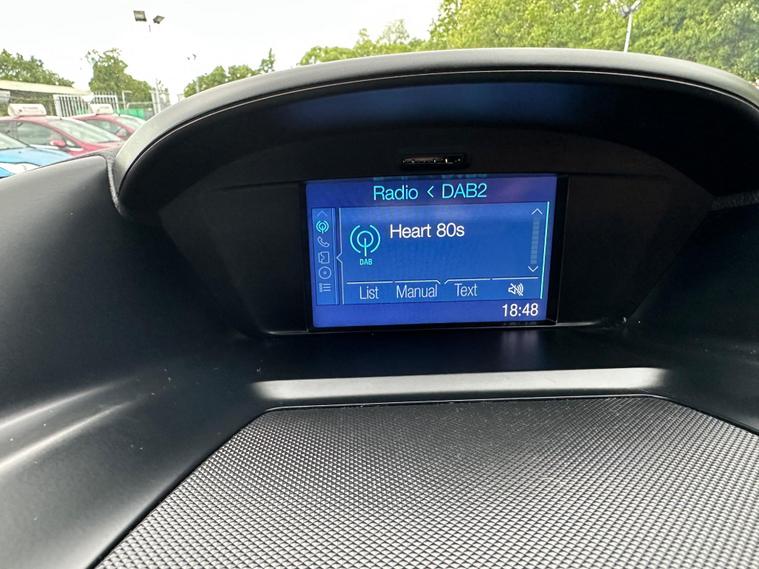 Radio < DAB2
Heart 80s
DAB
List Manual Text
18:48